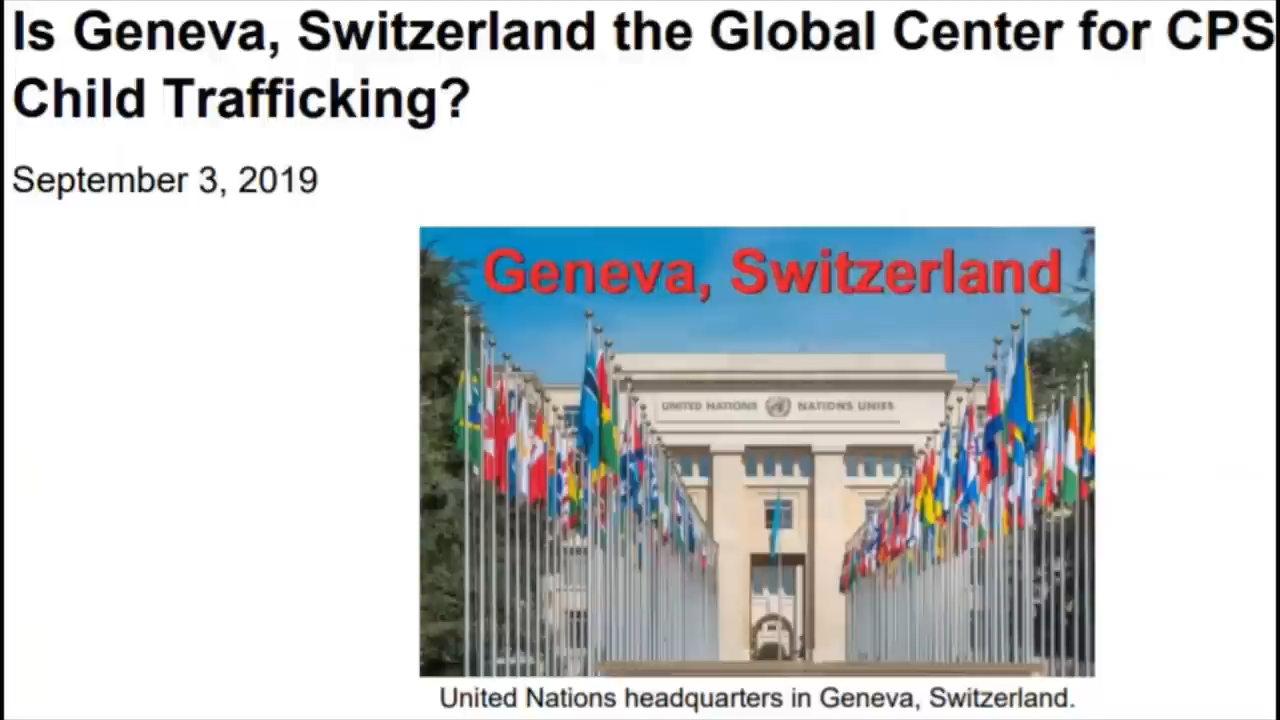 Is Geneva, Switzerland the Global Center for CPS
Child Trafficking?
September 3, 2019
Geneva, Switzerland
UNITED NATIONS NATIONS UNIES
United Nations headquarters in Geneva, Switzerland.